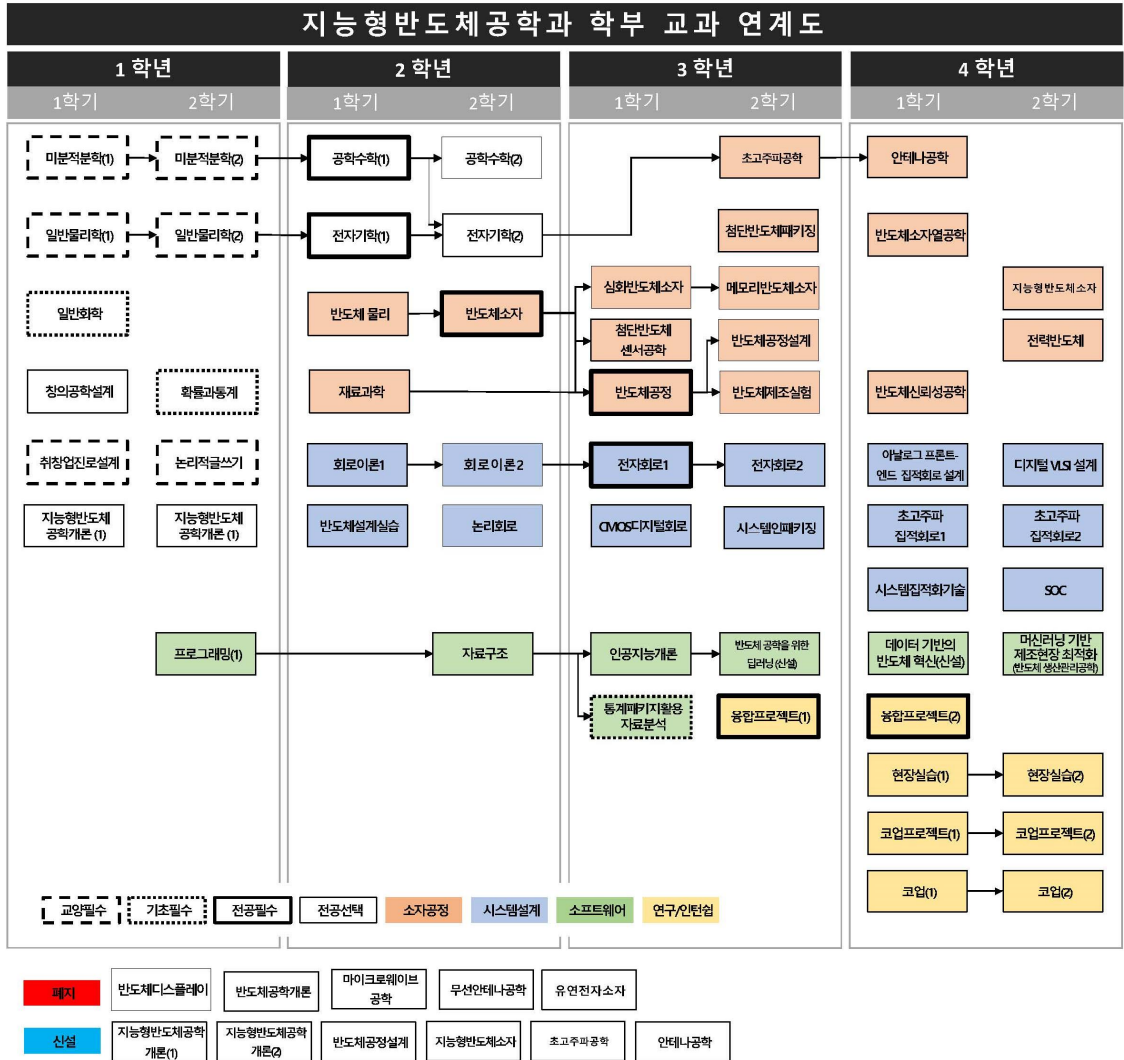 지능형반도체공학과 학부 교과 연계도
1 학년 2 학년 3 학년 4 학년
1학기 2학기 1학기 2학기 1학기 2학기 1학기 2학기
미분적분학(1) 미분적분학(2) 공학수학(1) 공학수학(2) 초고주파공학 안테나공학
일반물리학(1) 일반물리학(2) 전자기학(1) 전자기학(2) 첨단반도체패키징 반도체소자열공학
일반화학 반도체 물리 반도체소자 심화반도체소자 메모리반도체소자 지능형반도체소자
첨단반도체
센서공학
반도체공정설계 전력반도체
창의공학설계 확률과통계 재료과학 반도체공정 반도체제조실험 반도체신뢰성공학
취창업진로설계 논리적글쓰기 회로이론1 회로이론2 전자회로1 전자회로2
아날로그 프론트-
엔드 집적회로 설계
디지털 VLSI 설계
지능형반도체
공학개론 (1)
지능형반도체
공학개론 (1)
반도체설계실습 논리회로 CMOS디지털회로 시스템인패키징
초고주파
집적회로1
초고주파
집적회로2
시스템집적화기술 SOC
프로그래밍(1) 자료구조 인공지능개론
반도체 공학을 위한
딥러닝 (신설)
데이터 기반의
반도체 혁신(신설)
머신러닝 기반
제조현장 최적화
(반도체 생산관리공학)
통계패키지활용
자료분석
융합프로젝트(1) 융합프로젝트(2)
현장실습(1) 현장실습(2)
코업프로젝트(1) 코업프로젝트(2)
코업(1) 코업(2)
교양필수 기초필수 전공필수 전공선택 소자공정 시스템설계 소프트웨어 연구/인턴쉽
폐지 반도체디스플레이 반도체공학개론
마이크로웨이브
공학
무선안테나공학 유연전자소자
신설
지능형반도체공학
개론(1)
지능형반도체공학
개론(2)
반도체공정설계 지능형반도체소자 초고주파공학 안테나공학